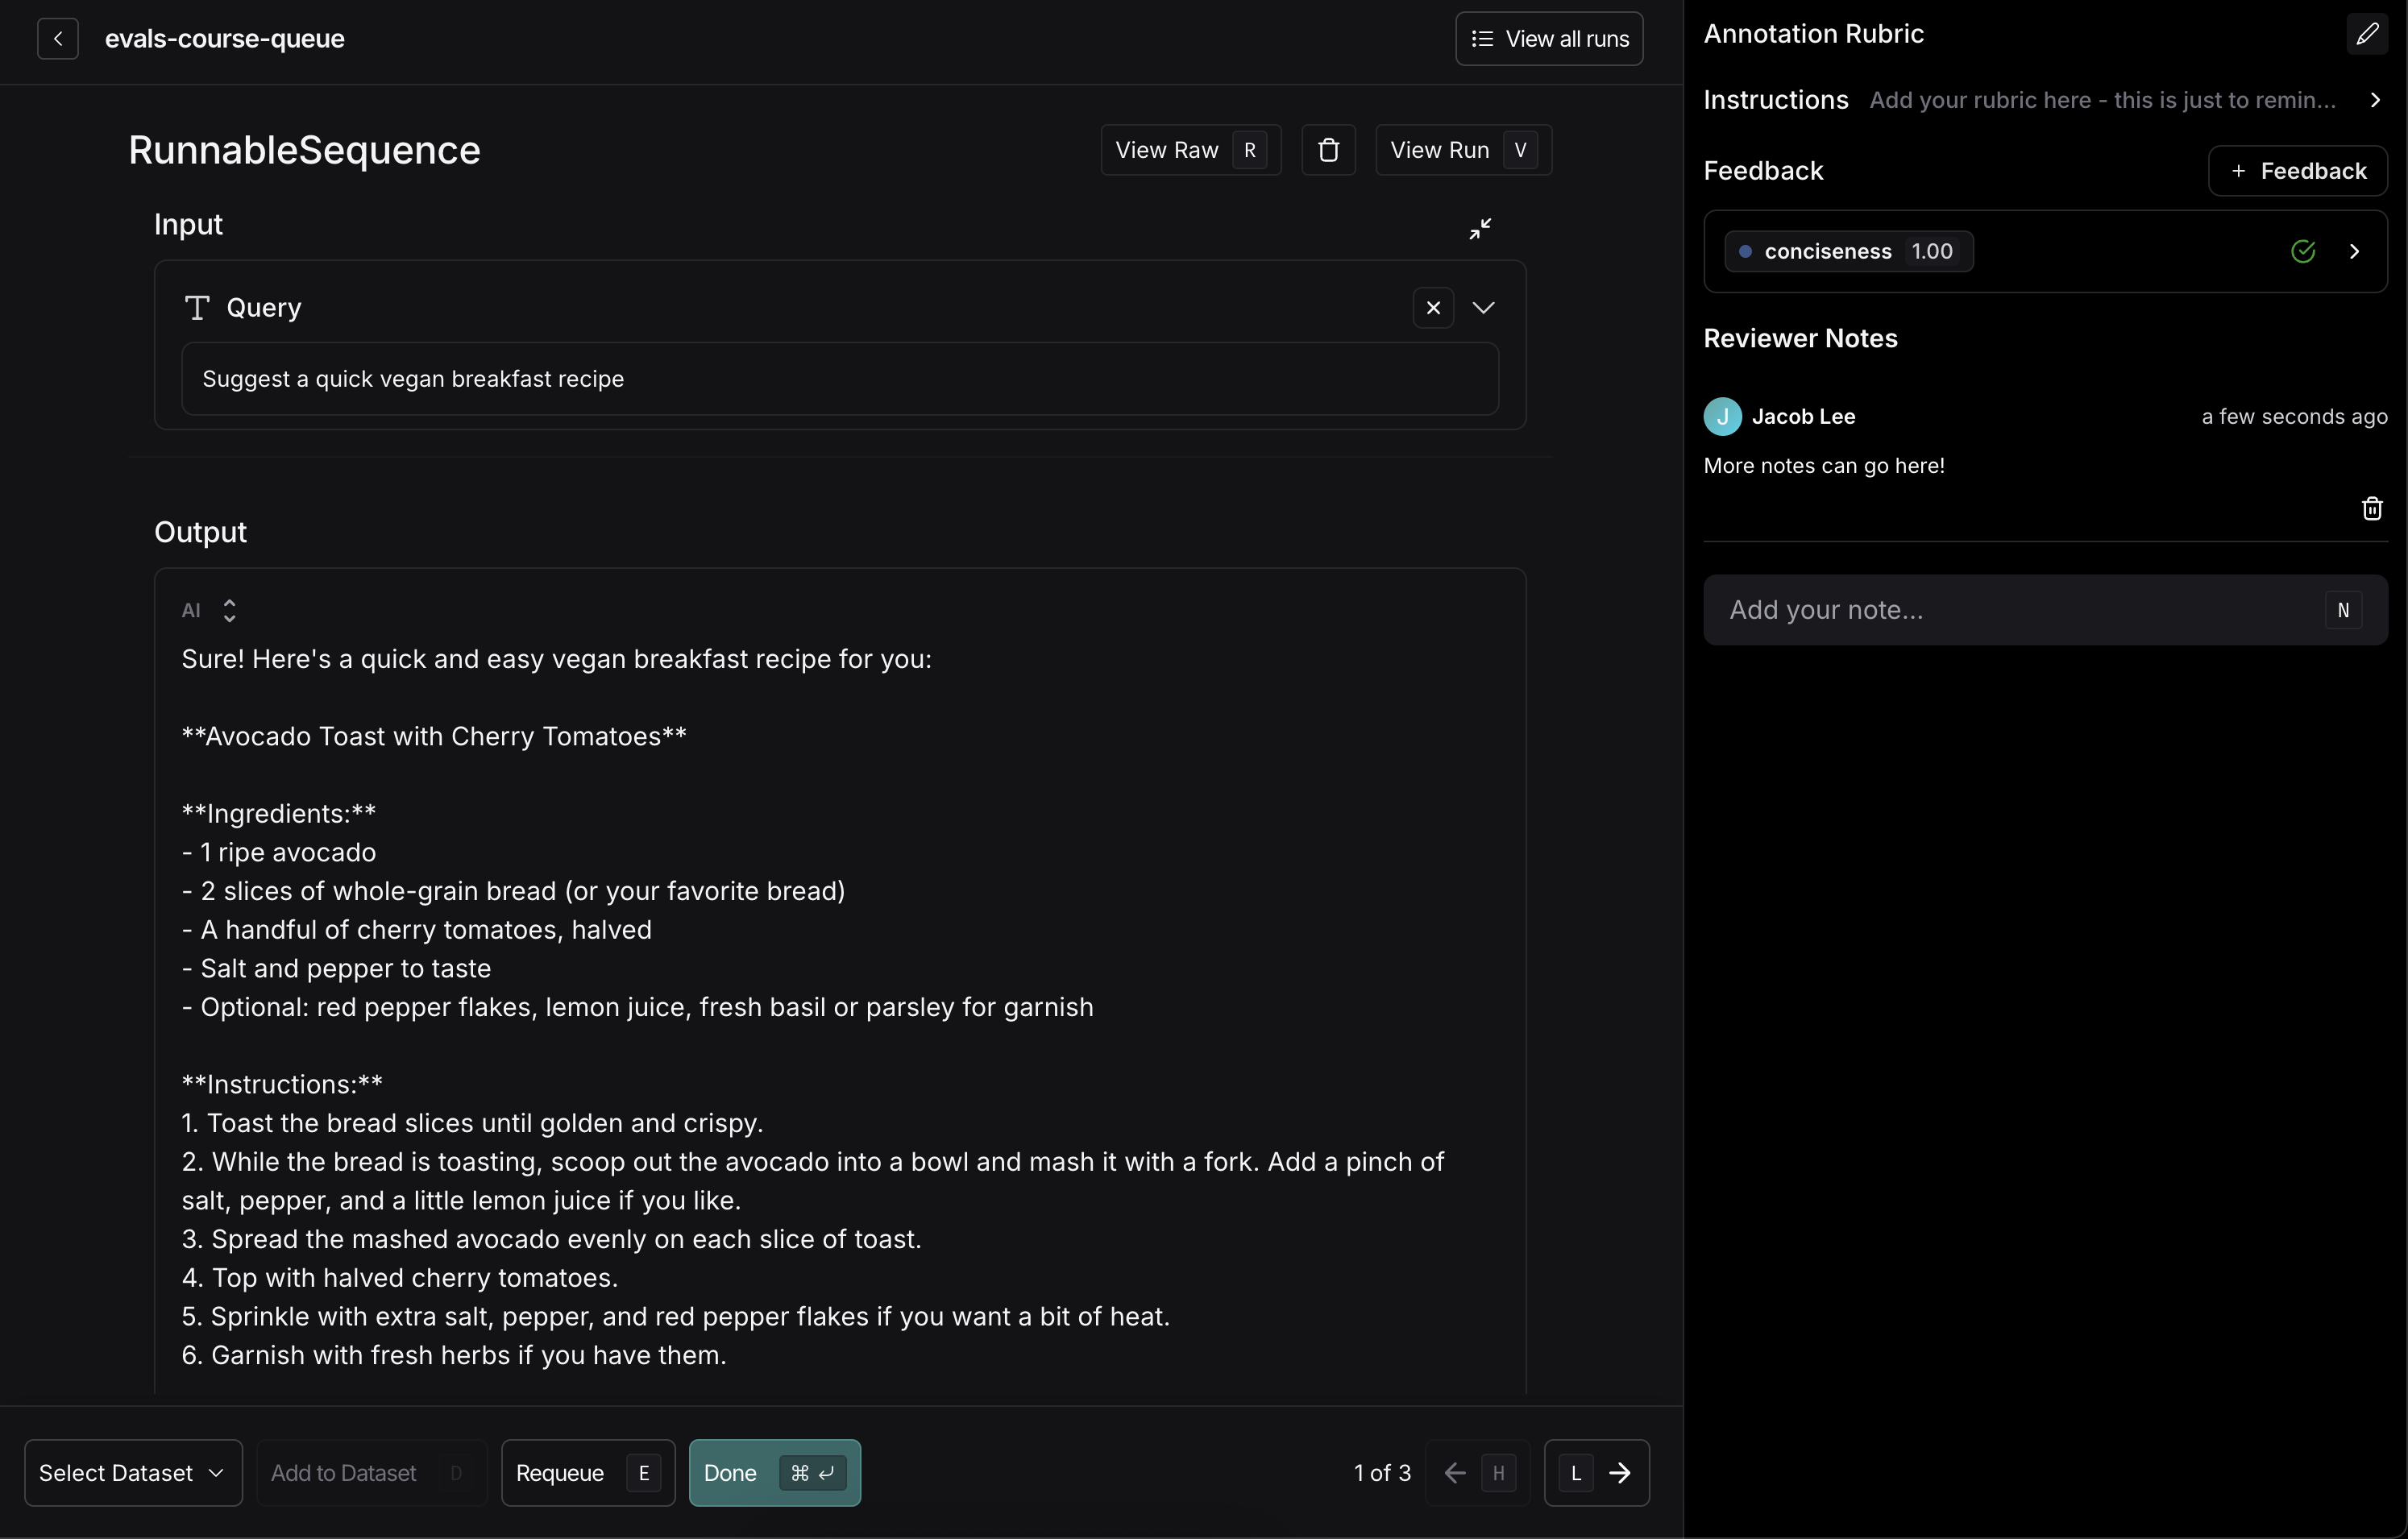 evals-course-queue
View all runs
RunnableSequence
View Raw R
View Run V
Input
Query
Suggest a quick vegan breakfast recipe
Output
AI
Sure! Here's a quick and easy vegan breakfast recipe for you:
**Avocado Toast with Cherry Tomatoes**
**Ingredients:**
- 1 ripe avocado
- 2 slices of whole-grain bread (or your favorite bread)
- A handful of cherry tomatoes, halved
- Salt and pepper to taste
- Optional: red pepper flakes, lemon juice, fresh basil or parsley for garnish
**Instructions:**
1. Toast the bread slices until golden and crispy.
2. While the bread is toasting, scoop out the avocado into a bowl and mash it with a fork. Add a pinch of
salt, pepper, and a little lemon juice if you like.
3. Spread the mashed avocado evenly on each slice of toast.
4. Top with halved cherry tomatoes.
5. Sprinkle with extra salt, pepper, and red pepper flakes if you want a bit of heat.
6. Garnish with fresh herbs if you have them.
Select Dataset
Add to Dataset D
Requeue E
Done ⌘
1 of 3
H
L
Annotation Rubric
Instructions Add your rubric here - this is just to remin...
Feedback
+ Feedback
conciseness 1.00
Reviewer Notes
J Jacob Lee a few seconds ago
More notes can go here!
Add your note... N